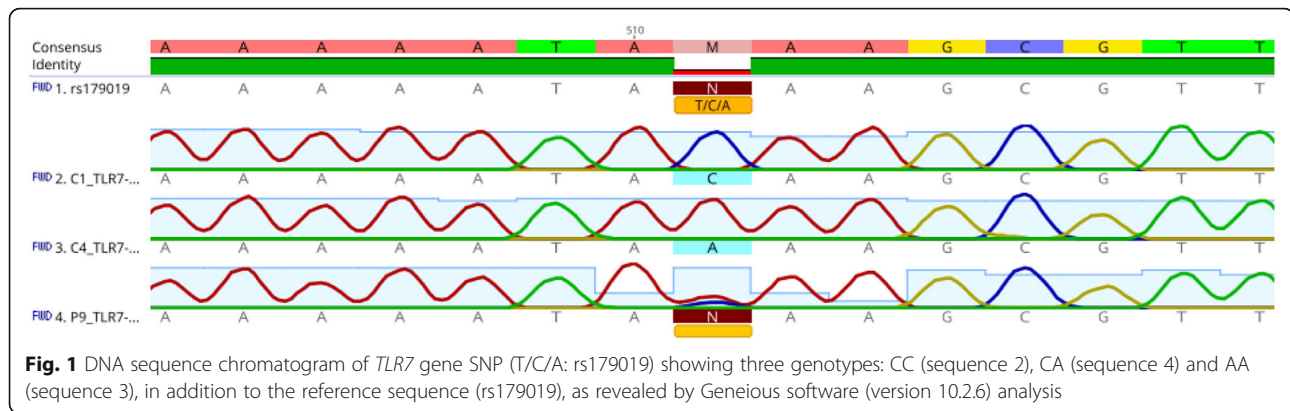 510
Consensus A A A A A T A M A A G C G T T
Identity
FWD 1. rs179019 A A A A A T A N A A G C G T T
T/C/A
FWD 2. C1_TLR7-... A A A A A T A C A A G C G T T
FWD 3. C4_TLR7-... A A A A A T A A A A G C G T T
FWD 4. P9_TLR7-... A A A A A T A N A A G C G T T
Fig. 1 DNA sequence chromatogram of TLR7 gene SNP (T/C/A: rs179019) showing three genotypes: CC (sequence 2), CA (sequence 4) and AA
(sequence 3), in addition to the reference sequence (rs179019), as revealed by Geneious software (version 10.2.6) analysis